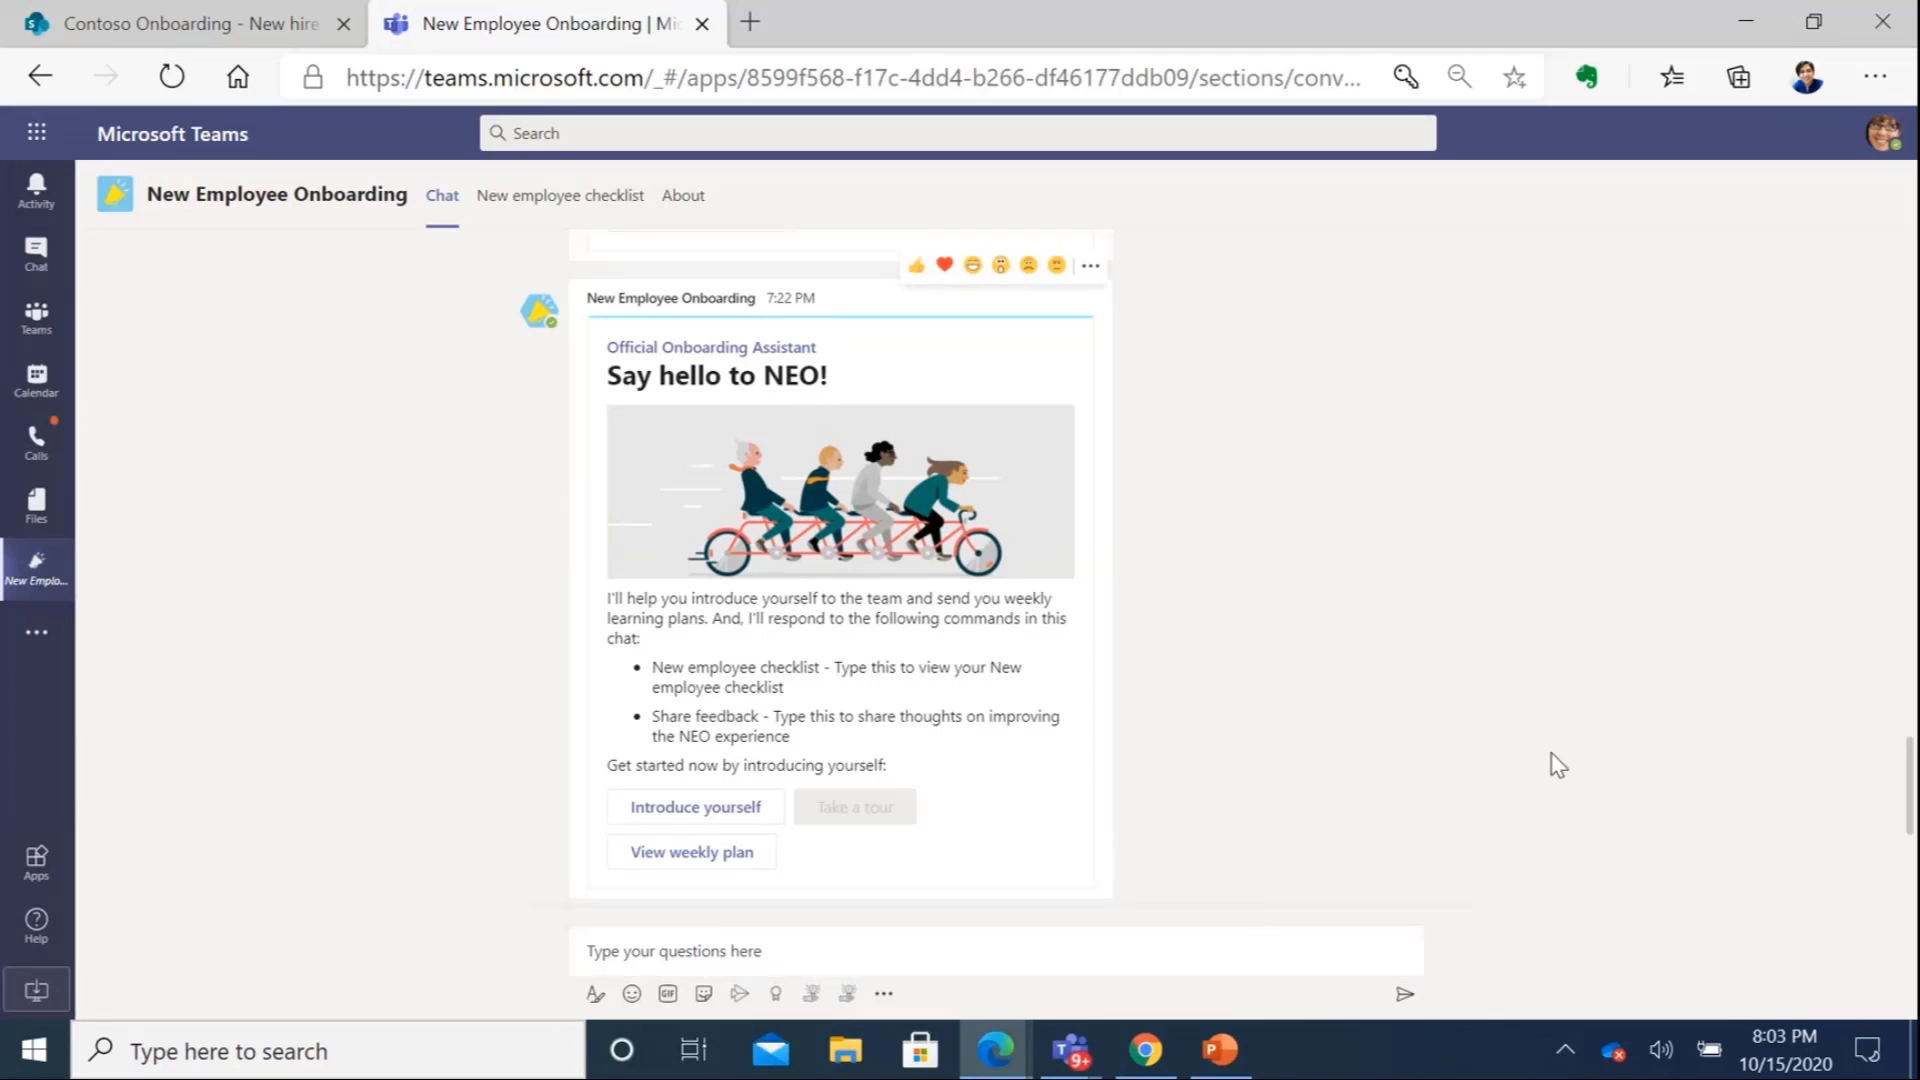 Contoso Onboarding - New hire
New Employee Onboarding | Mi
https://teams.microsoft.com/_#/apps/8599f568-f17c-4dd4-b266-df46177ddb09/sections/conv...
Microsoft Teams
Search
Activity
Chat
Teams
Calendar
Calls
Files
New Emplo...
Apps
Help
New Employee Onboarding
Chat
New employee checklist
About
New Employee Onboarding 7:22 PM
Official Onboarding Assistant
Say hello to NEO!
I'll help you introduce yourself to the team and send you weekly
learning plans. And, I'll respond to the following commands in this
chat:
• New employee checklist - Type this to view your New
employee checklist
• Share feedback - Type this to share thoughts on improving
the NEO experience
Get started now by introducing yourself:
Introduce yourself
Take a tour
View weekly plan
Type your questions here
GIF
Type here to search
9+
8:03 PM
10/15/2020